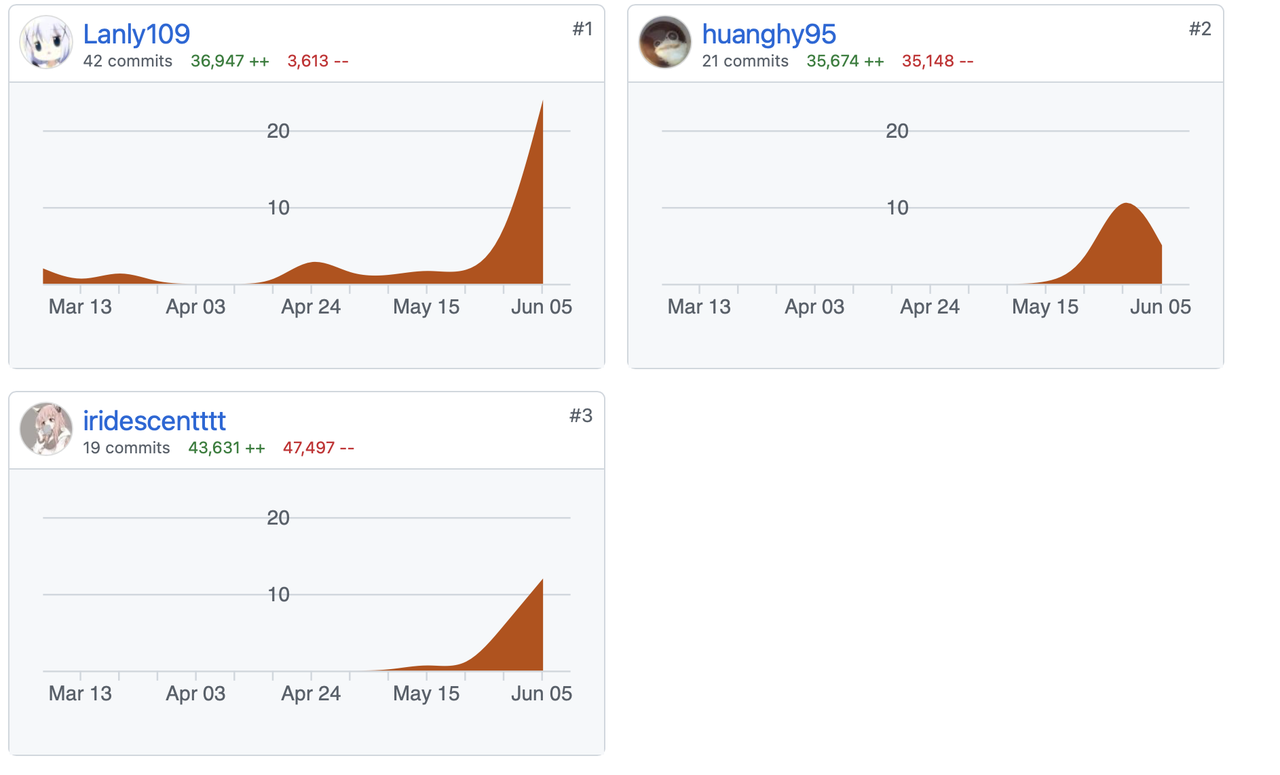 Lanly109 #1
42 commits 36,947 ++ 3,613 --
20
10
Mar 13 Apr 03 Apr 24 May 15 Jun 05
huanghy95 #2
21 commits 35,674 ++ 35,148 --
20
10
Mar 13 Apr 03 Apr 24 May 15 Jun 05
iridescentttt #3
19 commits 43,631 ++ 47,497 --
20
10
Mar 13 Apr 03 Apr 24 May 15 Jun 05